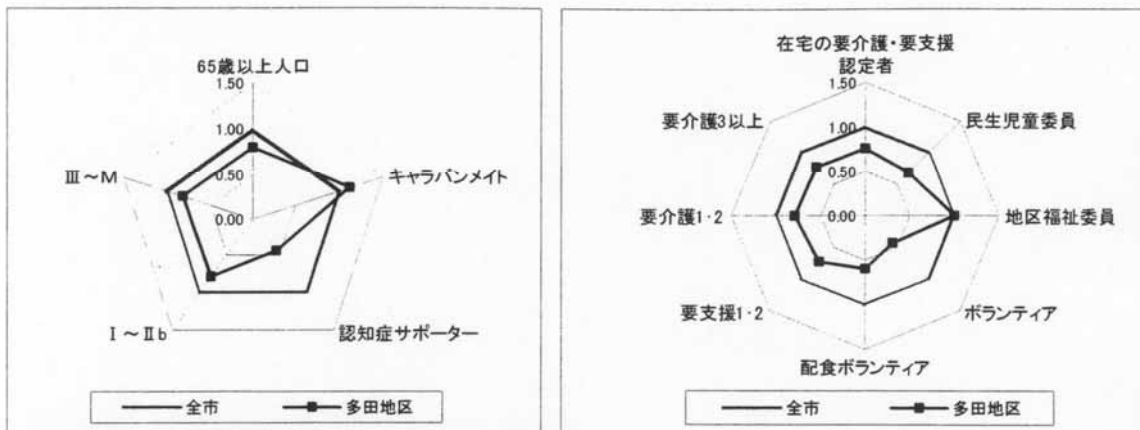 65歳以上人口
1.50
1.00
0.50
0.00
キャラバンメイト
認知症サポーター
Ⅰ～Ⅱb
Ⅲ～M
全市
多田地区
在宅の要介護・要支援
認定者
1.50
1.00
0.50
0.00
民生児童委員
地区福祉委員
ボランティア
配食ボランティア
要支援1・2
要介護1・2
要介護3以上
全市
多田地区